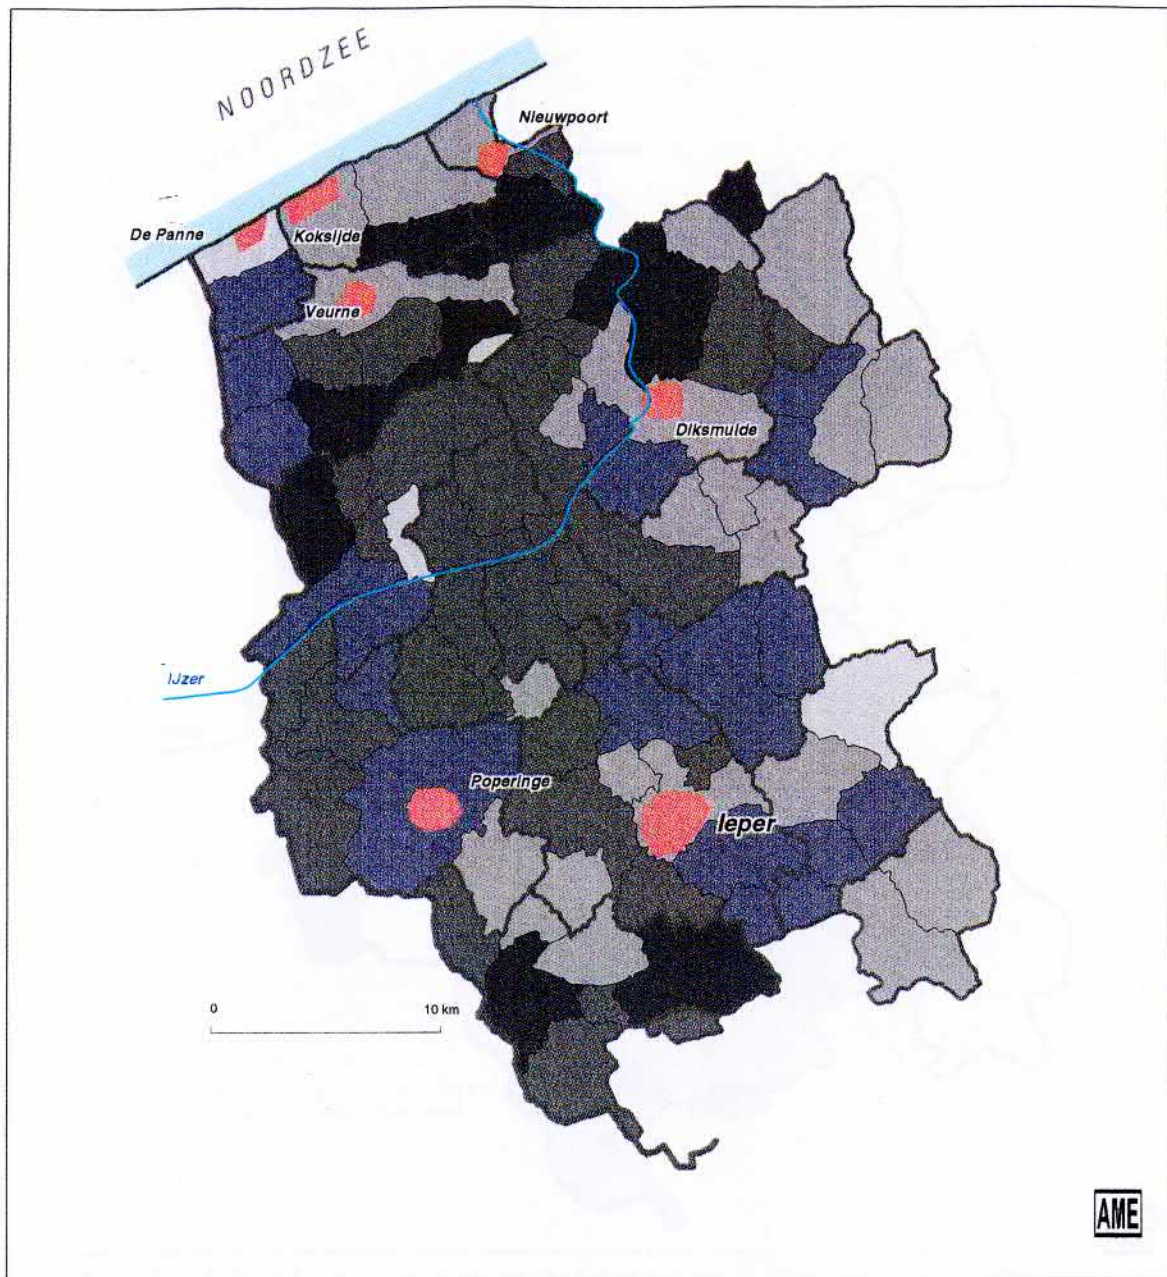 NOORDZEE
Nieuwpoort
De Panne
Koksijde
Veurne
Diksmuide
IJzer
Poperinge
Ieper
0 10 km
AME